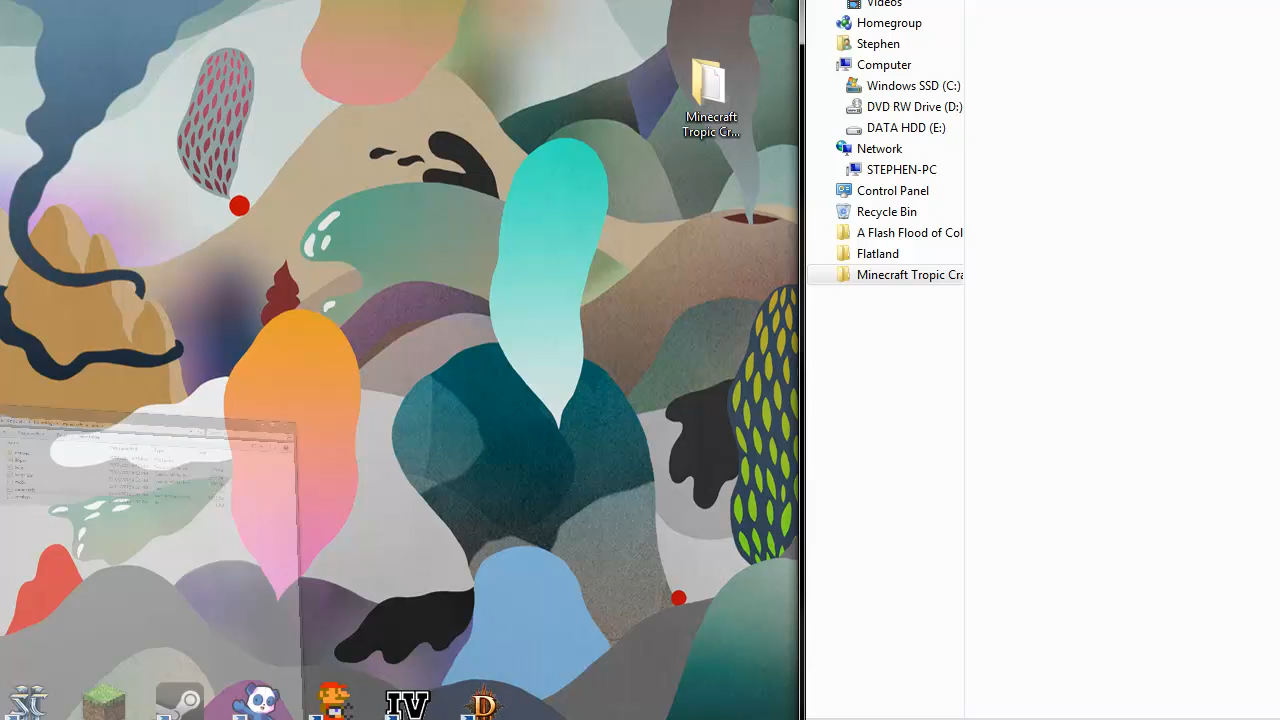 Minecraft
Tropic Cr...
Videos
Homegroup
Stephen
Computer
Windows SSD (C:)
DVD RW Drive (D:)
DATA HDD (E:)
Network
STEPHEN-PC
Control Panel
Recycle Bin
A Flash Flood of Col
Flatland
Minecraft Tropic Cra
IV
D